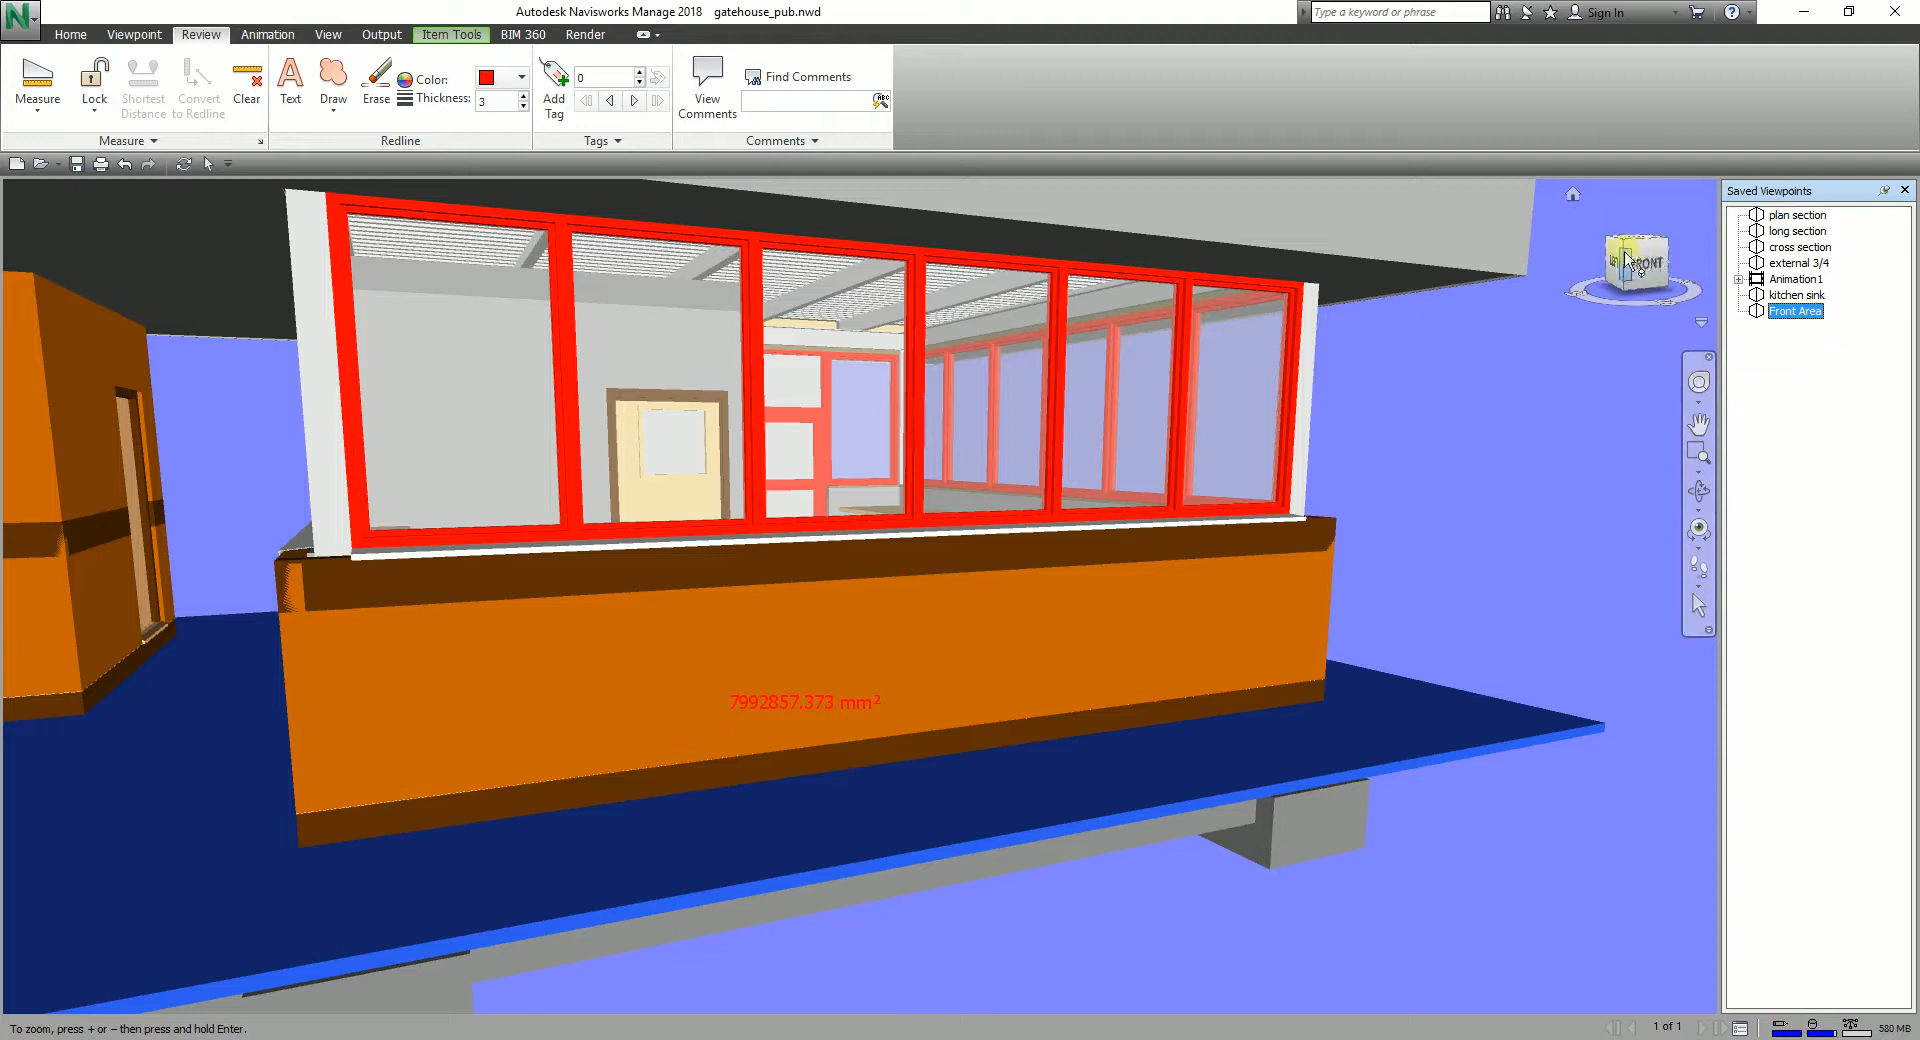 Autodesk Navisworks Manage 2018 gatehouse_pub.nwd
Type a keyword or phrase
Sign In
Home Viewpoint Review Animation View Output Item Tools BIM 360 Render
Measure
Lock
Shortest
Distance
Convert
to Redline
Clear
Text
Draw
Erase
Color:
Thickness: 3
Add
Tag
0
View
Comments
Find Comments
ABC
Measure
Redline
Tags
Comments
Saved Viewpoints
plan section
long section
cross section
external 3/4
Animation1
kitchen sink
Front Area
FRONT
7992857.373 mm²
To zoom, press + or – then press and hold Enter.
1 of 1
580 MB